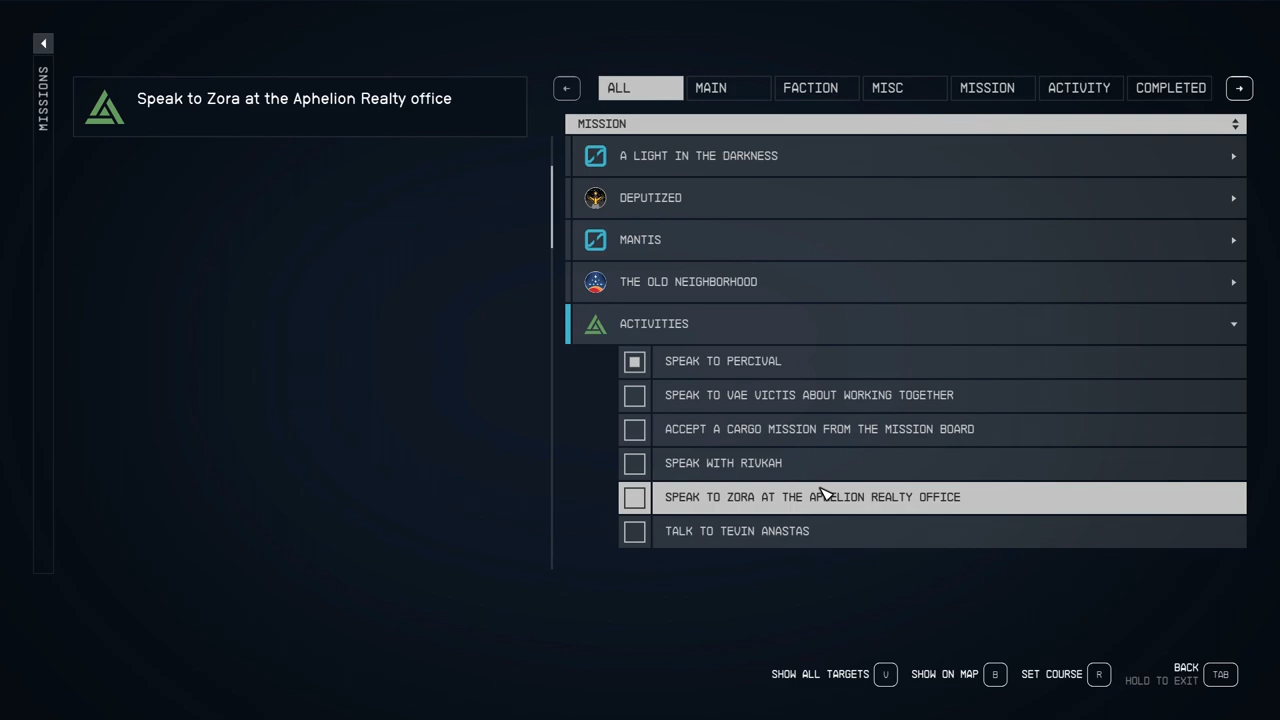 MISSIONS
Speak to Zora at the Aphelion Realty office
ALL
MAIN
FACTION
MISC
MISSION
ACTIVITY
COMPLETED
MISSION
A LIGHT IN THE DARKNESS
DEPUTIZED
MANTIS
THE OLD NEIGHBORHOOD
ACTIVITIES
SPEAK TO PERCIVAL
SPEAK TO VAE VICTIS ABOUT WORKING TOGETHER
ACCEPT A CARGO MISSION FROM THE MISSION BOARD
SPEAK WITH RIVKAH
SPEAK TO ZORA AT THE APHELION REALTY OFFICE
TALK TO TEVIN ANASTAS
SHOW ALL TARGETS V
SHOW ON MAP B
SET COURSE R
BACK
HOLD TO EXIT
TAB